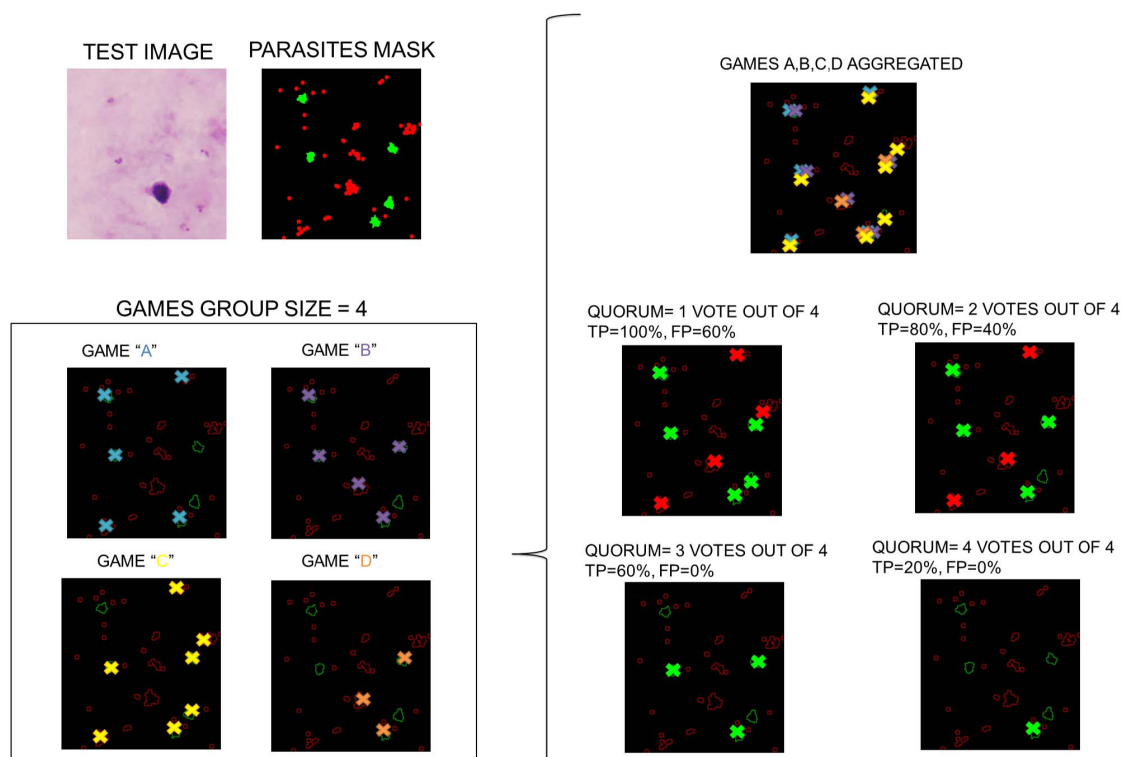 TEST IMAGE
PARASITES MASK
GAMES GROUP SIZE = 4
GAME “A”
GAME “B”
GAME “C”
GAME “D”
GAMES A,B,C,D AGGREGATED
QUORUM= 1 VOTE OUT OF 4
TP=100%, FP=60%
QUORUM= 2 VOTES OUT OF 4
TP=80%, FP=40%
QUORUM= 3 VOTES OUT OF 4
TP=60%, FP=0%
QUORUM= 4 VOTES OUT OF 4
TP=20%, FP=0%